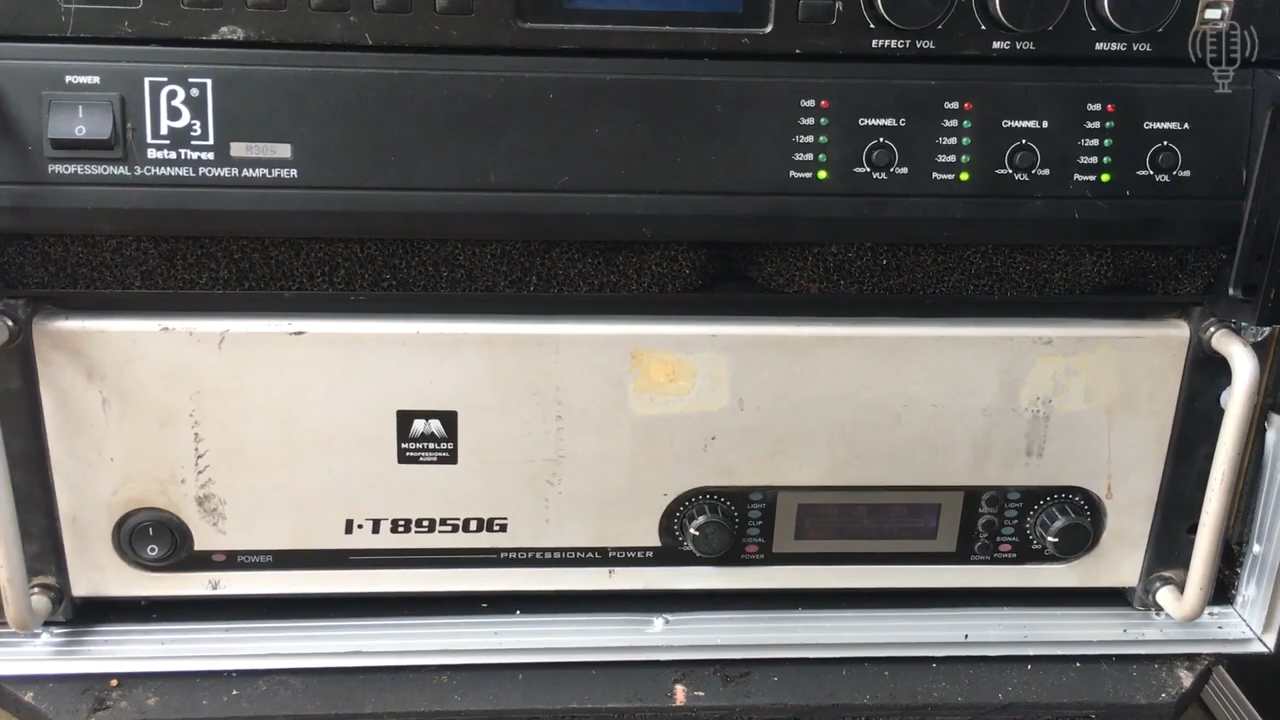 EFFECT VOL
MIC VOL
MUSIC VOL
POWER
I
O
[β®3]
Beta Three
PROFESSIONAL 3-CHANNEL POWER AMPLIFIER
0dB
-3dB
-12dB
-32dB
Power
CHANNEL C
-∞ VOL 0dB
0dB
-3dB
-12dB
-32dB
Power
CHANNEL B
-∞ VOL 0dB
0dB
-3dB
-12dB
-32dB
Power
CHANNEL A
-∞ VOL 0dB
MONTBLOC
PROFESSIONAL
AUDIO
I·T8950G
I
O
POWER
PROFESSIONAL POWER
LIGHT
CLIP
SIGNAL
POWER
MENU
UP
DOWN
LIGHT
CLIP
SIGNAL
POWER